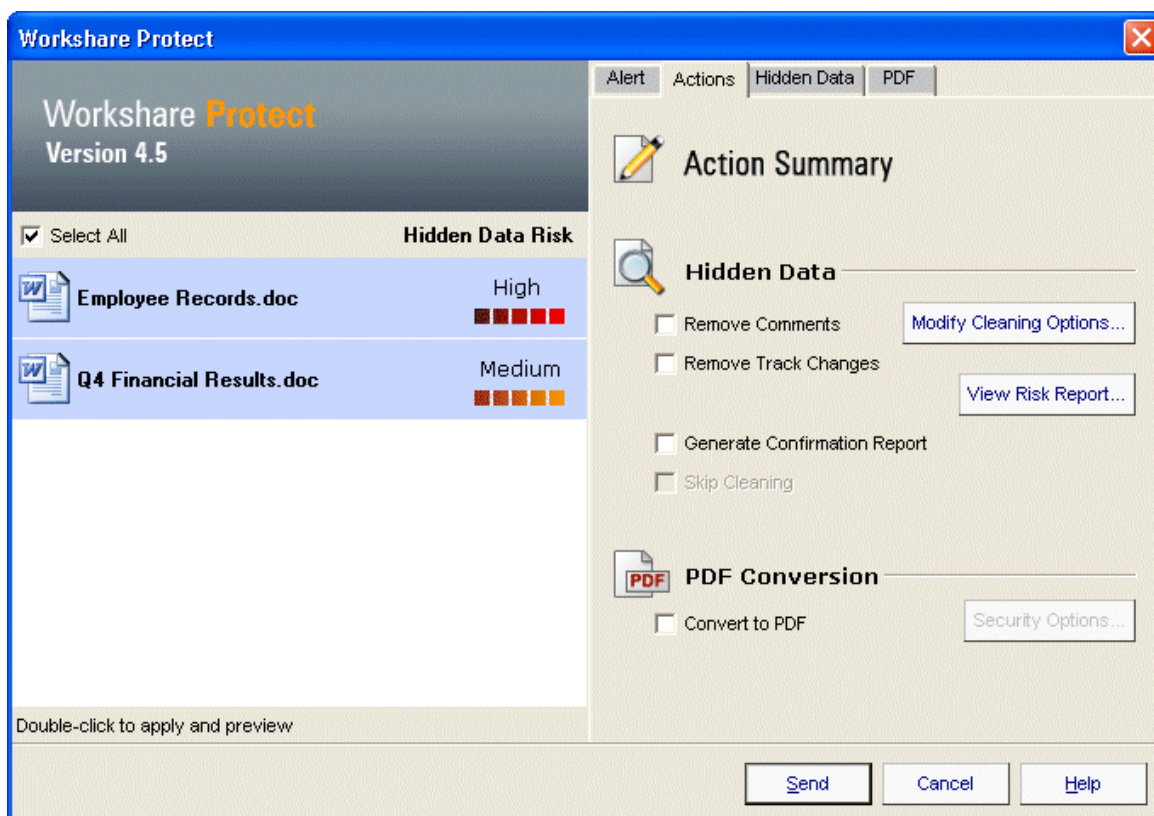 Workshare Protect
Workshare Protect
Version 4.5
Select All Hidden Data Risk
Employee Records.doc
High
Q4 Financial Results.doc
Medium
Double-click to apply and preview
Alert Actions Hidden Data PDF
Action Summary
Hidden Data
Remove Comments Modify Cleaning Options...
Remove Track Changes
View Risk Report...
Generate Confirmation Report
Skip Cleaning
PDF PDF Conversion
Convert to PDF Security Options...
Send Cancel Help